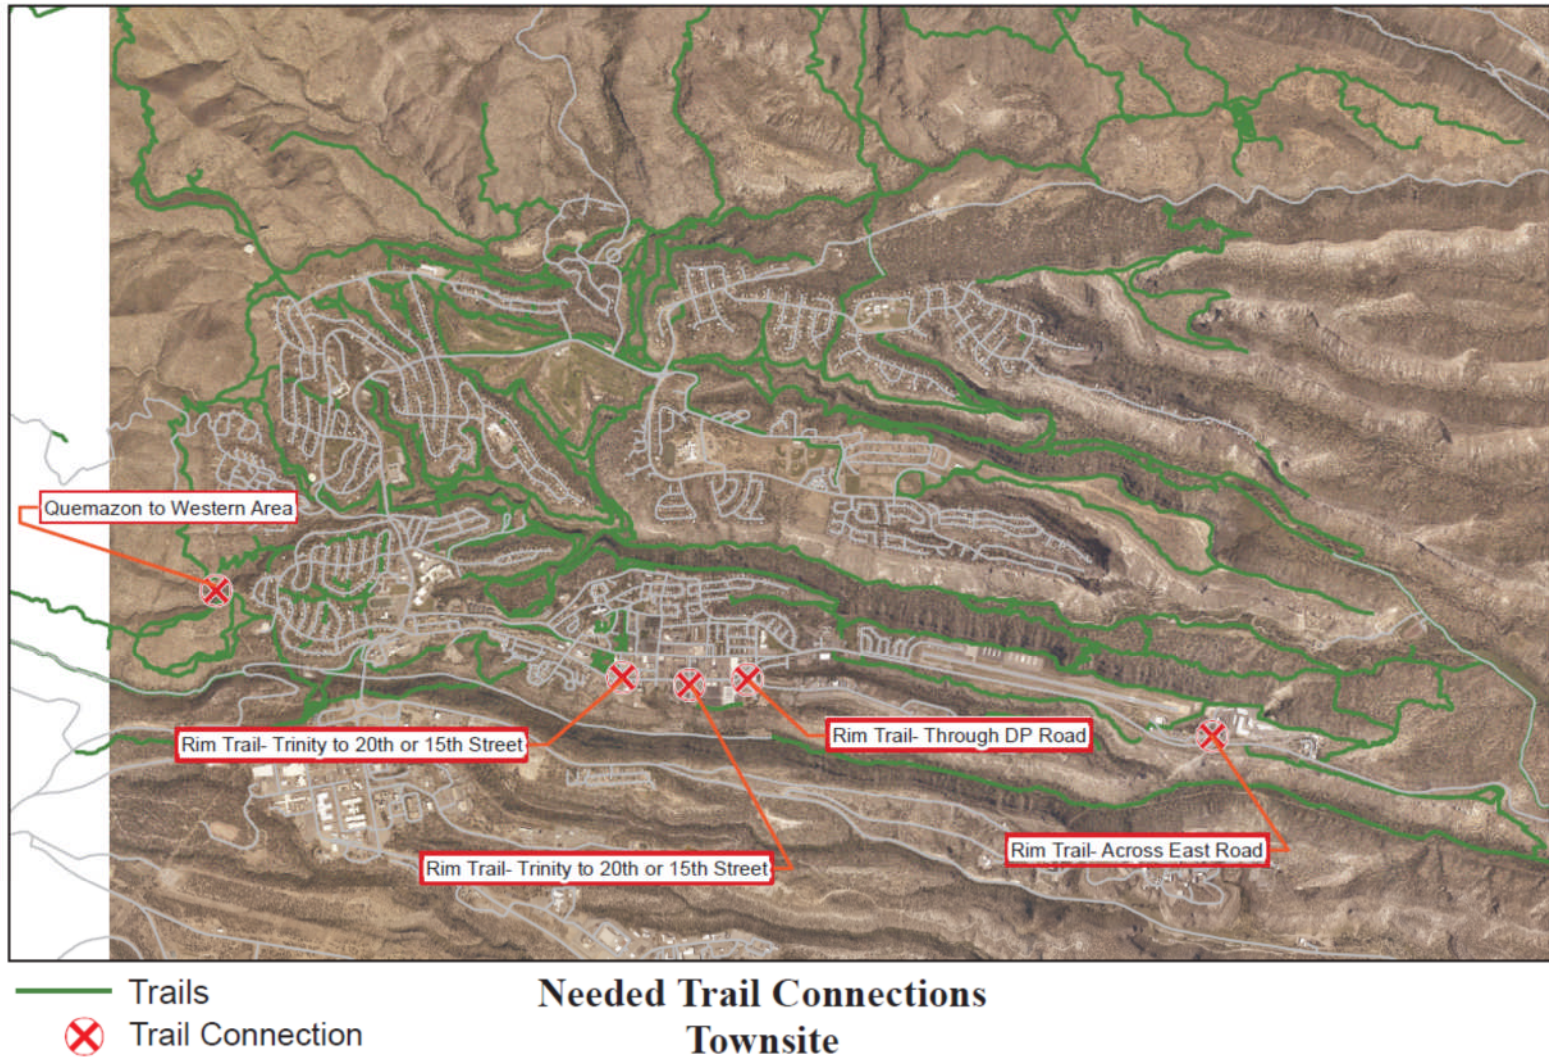 Quemazon to Western Area
Rim Trail- Trinity to 20th or 15th Street
Rim Trail- Through DP Road
Rim Trail- Trinity to 20th or 15th Street
Rim Trail- Across East Road
Trails
Trail Connection
Needed Trail Connections
Townsite